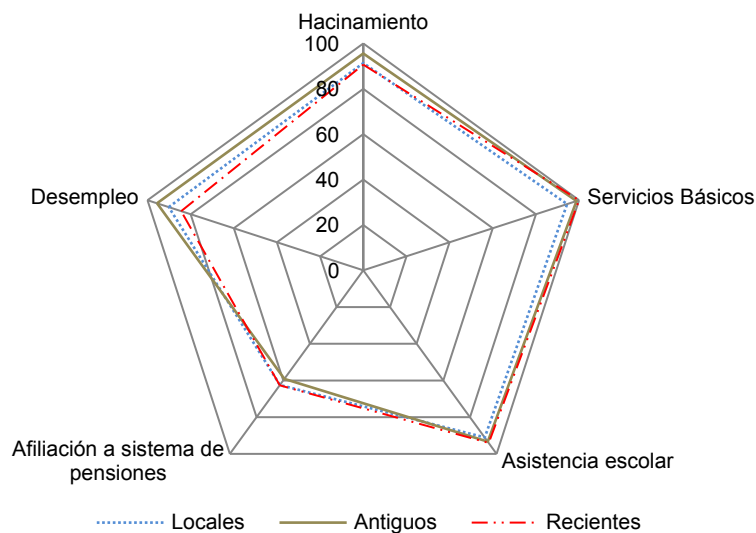 Hacinamiento
100
80
60
40
20
0
Desempleo
Servicios Básicos
Afiliación a sistema de
pensiones
Asistencia escolar
Locales
Antiguos
Recientes